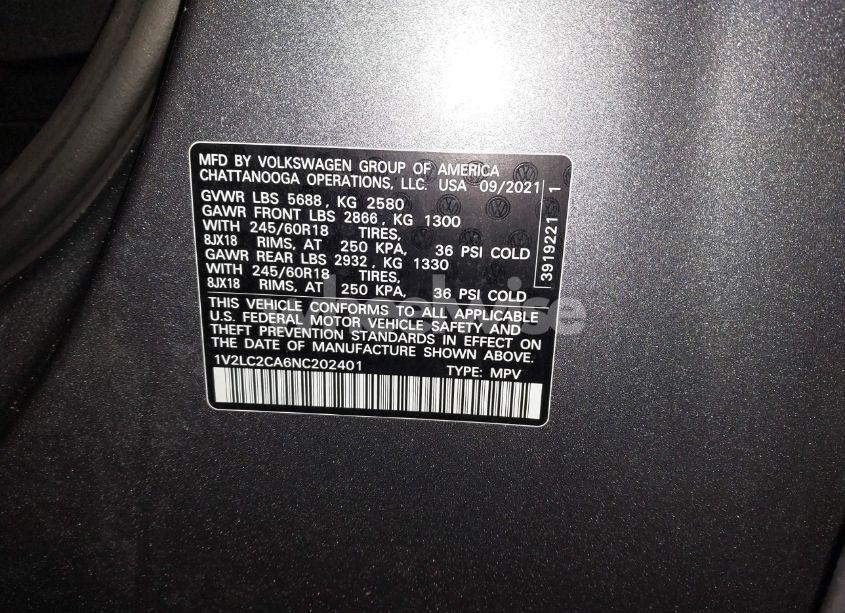 MFD BY VOLKSWAGEN GROUP OF AMERICA
CHATTANOOGA OPERATIONS, LLC. USA 09/2021
GVWR LBS 5688, KG 2580
GAWR FRONT LBS 2866, KG 1300
WITH 245/60R18 TIRES,
8JX18 RIMS, AT 250 KPA, 36 PSI COLD
GAWR REAR LBS 2932, KG 1330
WITH 245/60R18 TIRES,
8JX18 RIMS, AT 250 KPA, 36 PSI COLD
THIS VEHICLE CONFORMS TO ALL APPLICABLE
U.S. FEDERAL MOTOR VEHICLE SAFETY AND
THEFT PREVENTION STANDARDS IN EFFECT ON
THE DATE OF MANUFACTURE SHOWN ABOVE.
1V2LC2CA6NC202401 TYPE: MPV
3919221 1
wheelwise